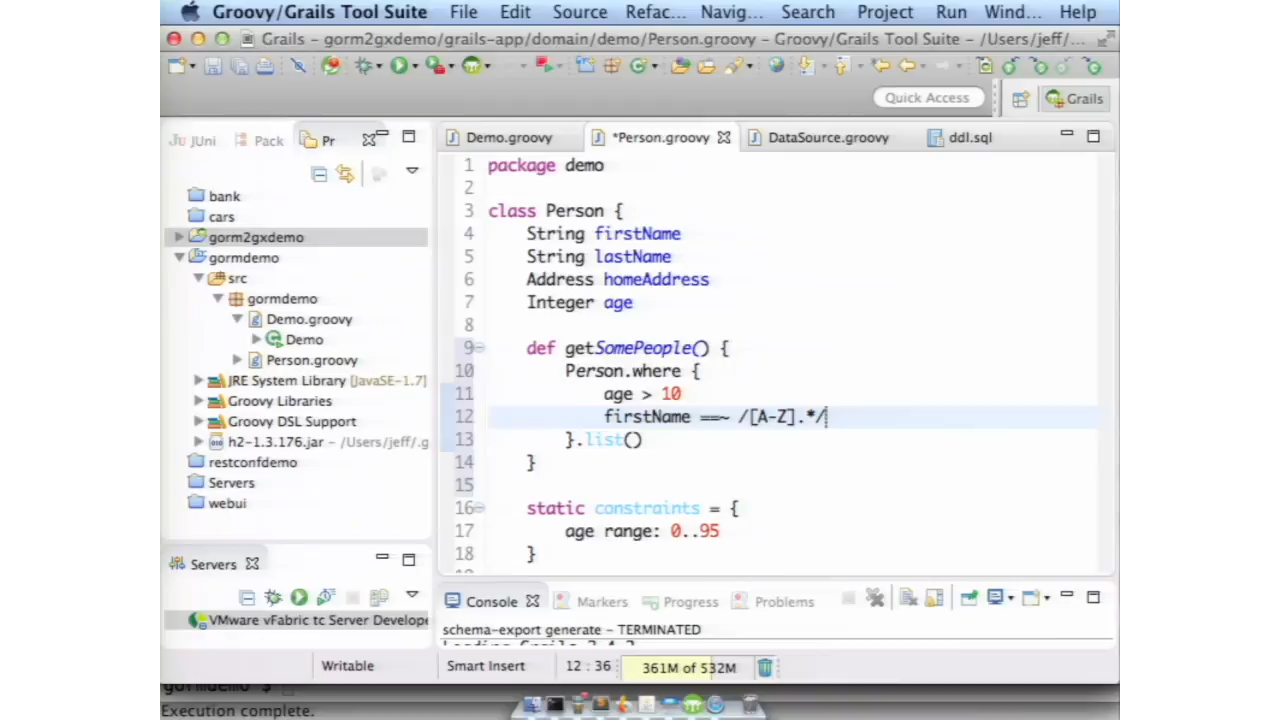 Groovy/Grails Tool Suite File Edit Source Refac... Navig... Search Project Run Wind... Help
Grails - gorm2gxdemo/grails-app/domain/demo/Person.groovy - Groovy/Grails Tool Suite - /Users/jeff/...
Quick Access
Grails
JUni Pack Pr
Demo.groovy *Person.groovy DataSource.groovy ddl.sql
bank
cars
gorm2gxdemo
gormdemo
src
gormdemo
Demo.groovy
Demo
Person.groovy
JRE System Library [JavaSE-1.7]
Groovy Libraries
Groovy DSL Support
h2-1.3.176.jar - /Users/jeff/.g
restconfdemo
Servers
webui
1 package demo
2
3 class Person {
4 String firstName
5 String lastName
6 Address homeAddress
7 Integer age
8
9 def getSomePeople() {
10 Person.where {
11 age > 10
12 firstName ==~ /[A-Z].*/
13 }.list()
14 }
15
16 static constraints = {
17 age range: 0..95
18 }
Servers
VMware vFabric tc Server Develope
Console Markers Progress Problems
schema-export generate - TERMINATED
Writable Smart Insert 12 : 36 361M of 532M
gormdemo $
Execution complete.